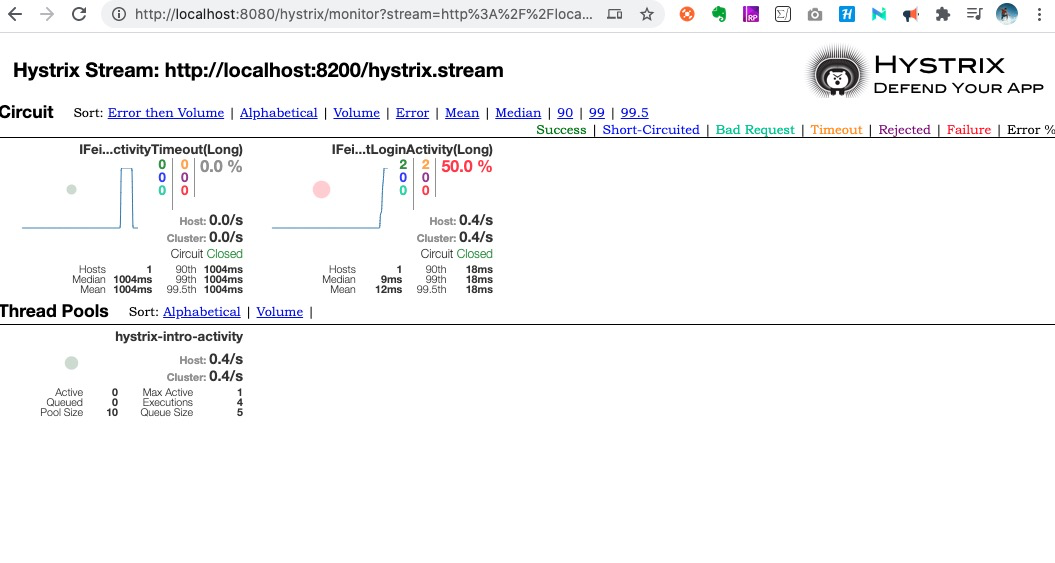 http://localhost:8080/hystrix/monitor?stream=http%3A%2F%2Floca...
Hystrix Stream: http://localhost:8200/hystrix.stream
HYSTRIX
DEFEND YOUR APP
Circuit Sort: Error then Volume | Alphabetical | Volume | Error | Mean | Median | 90 | 99 | 99.5
Success | Short-Circuited | Bad Request | Timeout | Rejected | Failure | Error %
IFei...ctivityTimeout(Long)
0 0 0.0 %
0 0
0 0
Host: 0.0/s
Cluster: 0.0/s
Circuit Closed
Hosts 1 90th 1004ms
Median 1004ms 99th 1004ms
Mean 1004ms 99.5th 1004ms
IFei...tLoginActivity(Long)
2 2 50.0 %
0 0
0 0
Host: 0.4/s
Cluster: 0.4/s
Circuit Closed
Hosts 1 90th 18ms
Median 9ms 99th 18ms
Mean 12ms 99.5th 18ms
Thread Pools Sort: Alphabetical | Volume |
hystrix-intro-activity
Host: 0.4/s
Cluster: 0.4/s
Active 0 Max Active 1
Queued 0 Executions 4
Pool Size 10 Queue Size 5